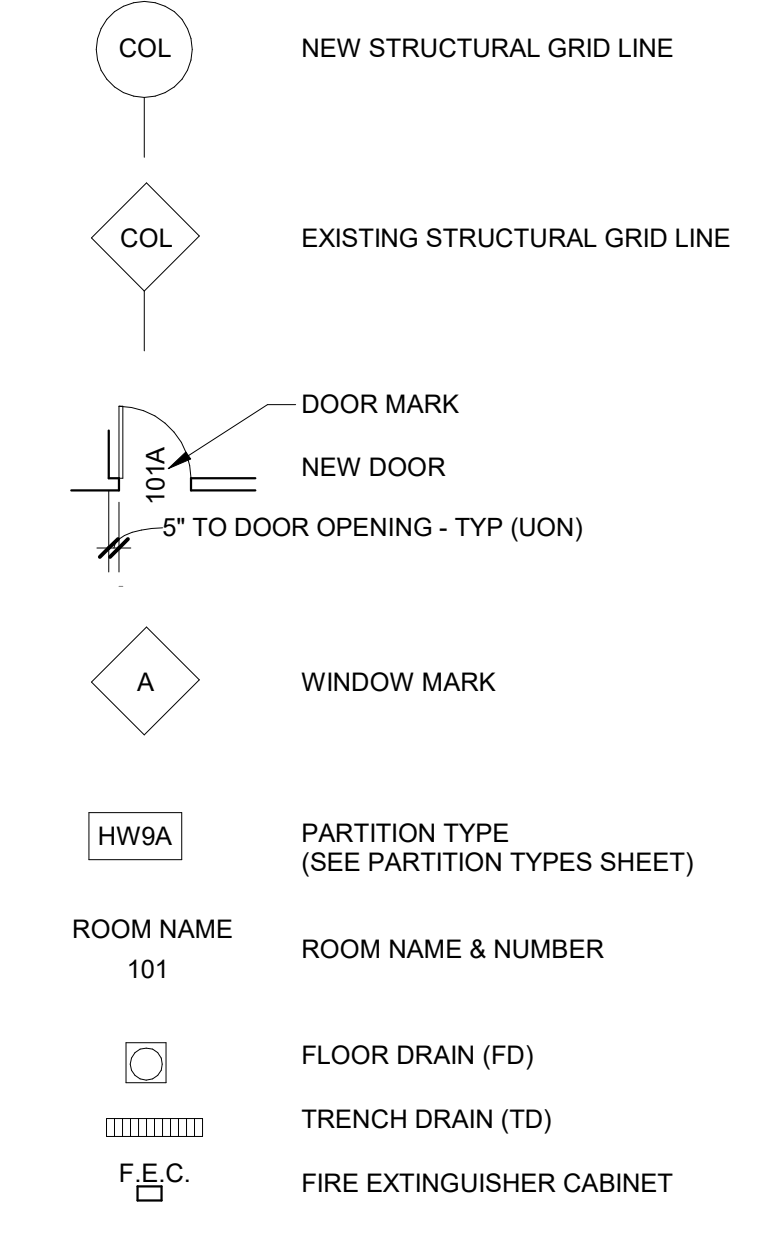 COL NEW STRUCTURAL GRID LINE
COL EXISTING STRUCTURAL GRID LINE
DOOR MARK
101A NEW DOOR
5" TO DOOR OPENING - TYP (UON)
A WINDOW MARK
HW9A PARTITION TYPE
(SEE PARTITION TYPES SHEET)
ROOM NAME
101
ROOM NAME & NUMBER
FLOOR DRAIN (FD)
TRENCH DRAIN (TD)
F.E.C. FIRE EXTINGUISHER CABINET